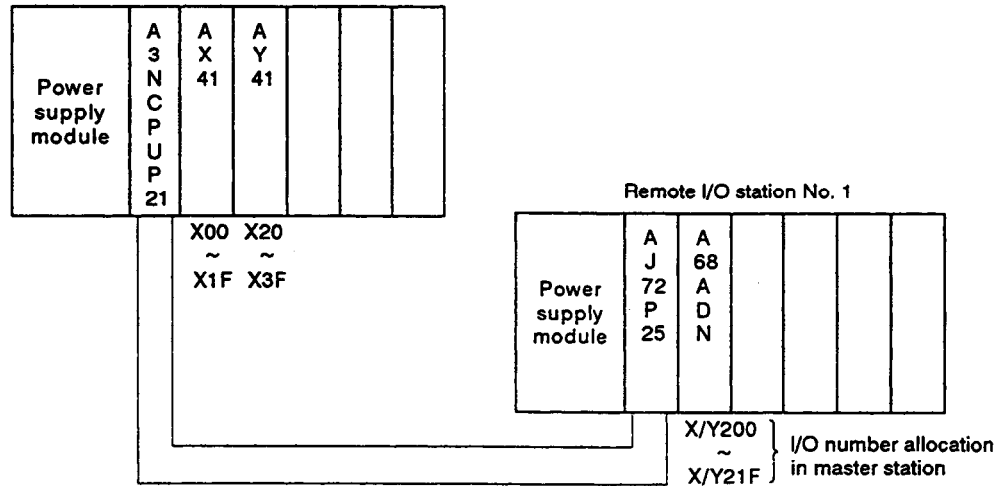 Power
supply
module
A
3
N
C
P
U
P
21
A
X
41
A
Y
41
X00
~
X1F
X20
~
X3F
Remote I/O station No. 1
Power
supply
module
A
J
72
P
25
A
68
A
D
N
X/Y200
~
X/Y21F
I/O number allocation
in master station